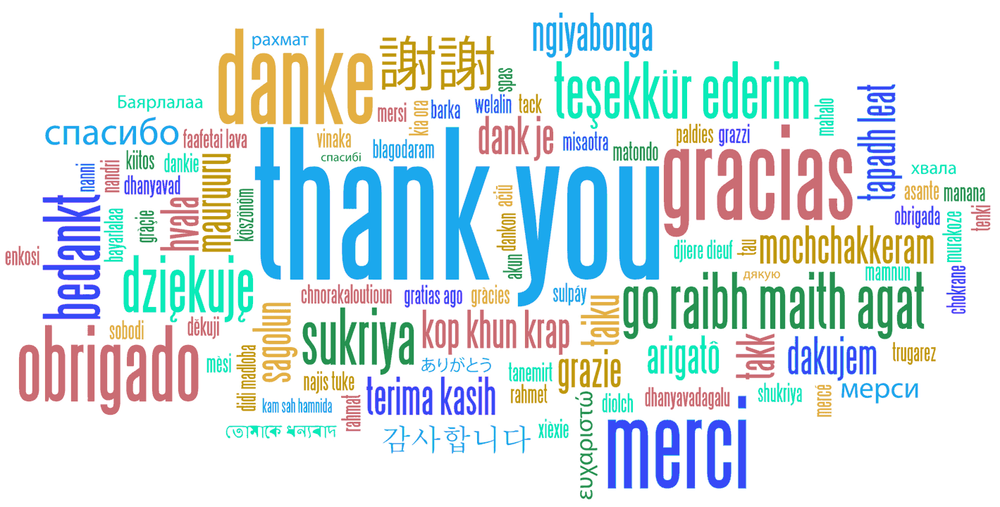 рахмат
danke
謝謝
ngiyabonga
spas
teşekkür ederim
Баярлалаа
mersi
kia ora
barka
welalin
tack
mahalo
tapadh leat
спасибо
faafetai lava
vinaka
спасибі
blagodaram
dank je
misaotra
matondo
paldies
grazzi
gracias
хвала
nanni
nandri
kiitos
dankie
dhanyavad
mauruuru
thank you
asante
manana
obrigada
tenki
bedankt
bayarlalaa
gràçie
hvala
köszönöm
ačiū
dankon
akun
djiere dieuf
tau
mochchakkeram
murakoze
enkosi
dziękuję
chnorakaloutioun
gratias ago
gràcies
sulpáy
дякую
mamnun
chokrane
go raibh maith agat
sobodi
děkuji
sagolun
sukriya
kop khun krap
taiku
obrigado
mèsi
didi madloba
najis tuke
ありがとう
tanemirt
grazie
arigatô
takk
dakujem
trugarez
kam sah hamnida
rahmat
terima kasih
rahmet
diolch
dhanyavadagalu
shukriya
mercé
мерси
তোমাকে ধন্যবাদ
감사합니다
xièxie
ευχαριστώ
merci